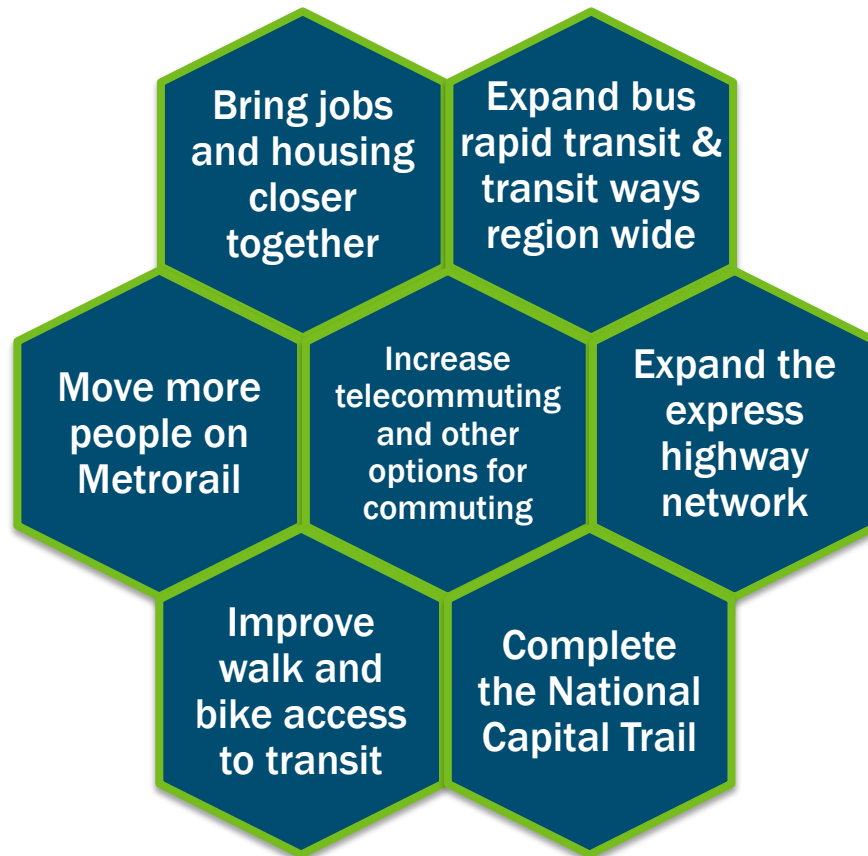 Bring jobs
and housing
closer
together
Expand bus
rapid transit &
transit ways
region wide
Move more
people on
Metrorail
Increase
telecommuting
and other
options for
commuting
Expand the
express
highway
network
Improve
walk and
bike access
to transit
Complete
the National
Capital Trail